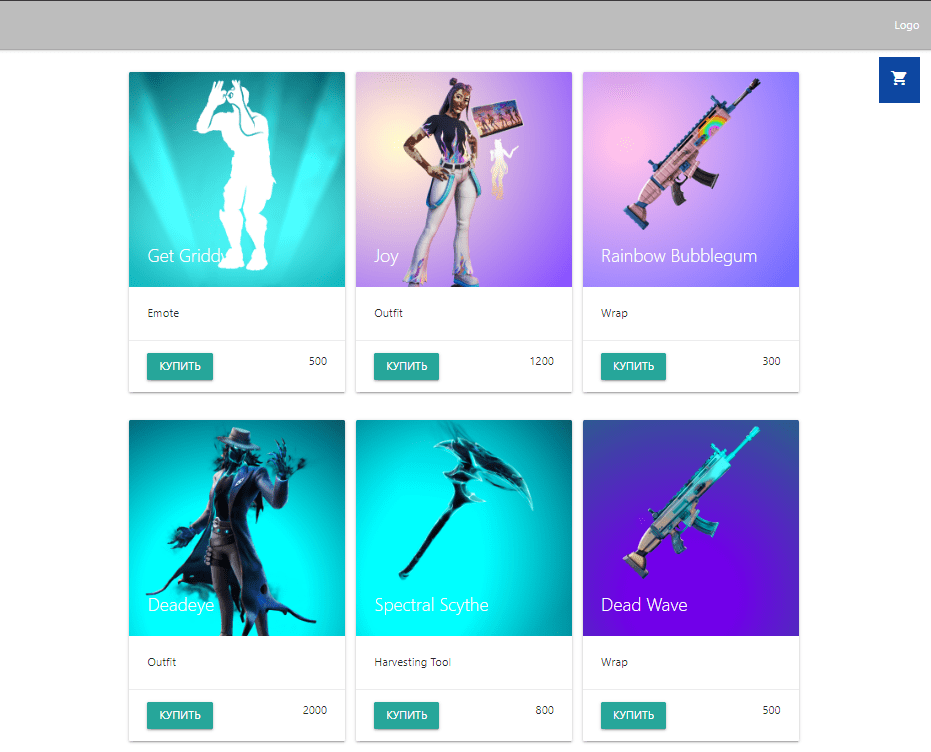 Logo
Get Griddy
Joy
Rainbow Bubblegum
Emote
Outfit
Wrap
КУПИТЬ
500
КУПИТЬ
1200
КУПИТЬ
300
Deadeye
Spectral Scythe
Dead Wave
Outfit
Harvesting Tool
Wrap
КУПИТЬ
2000
КУПИТЬ
800
КУПИТЬ
500